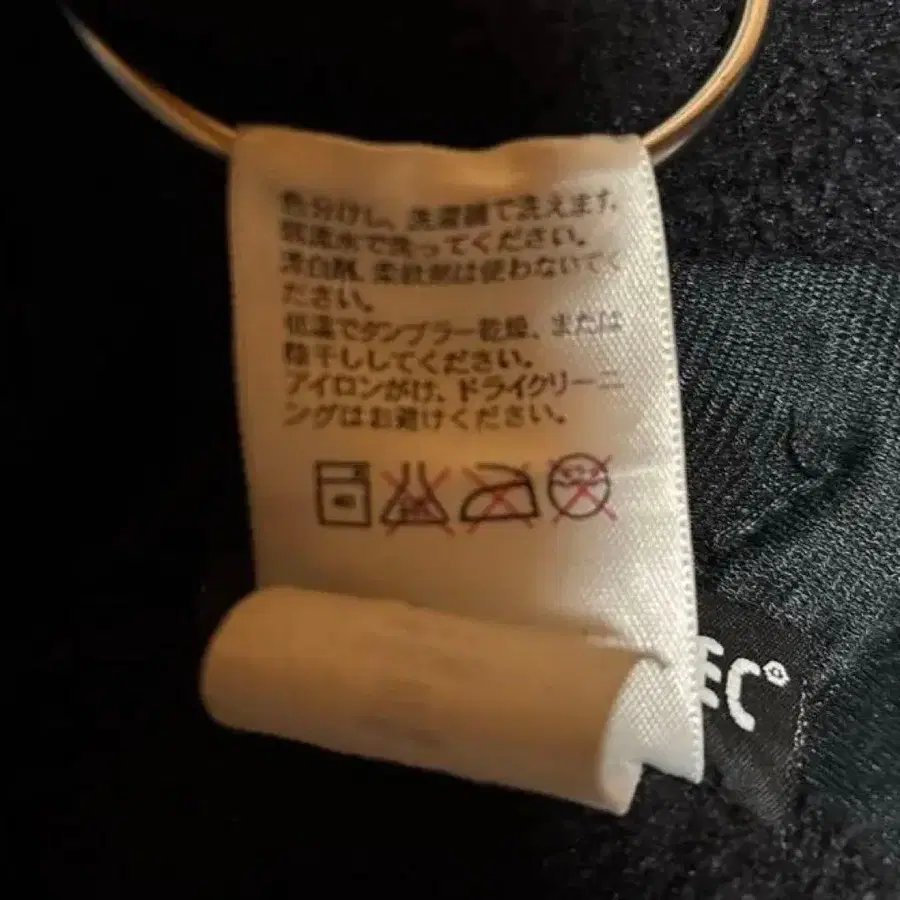 色分けし、洗濯機で洗えます。
弱流水で洗ってください。
漂白剤、柔軟剤は使わないでく
ださい。
低温でタンブラー乾燥、または
陰干ししてください。
アイロンがけ、ドライクリーニ
ングはお避けください。
40